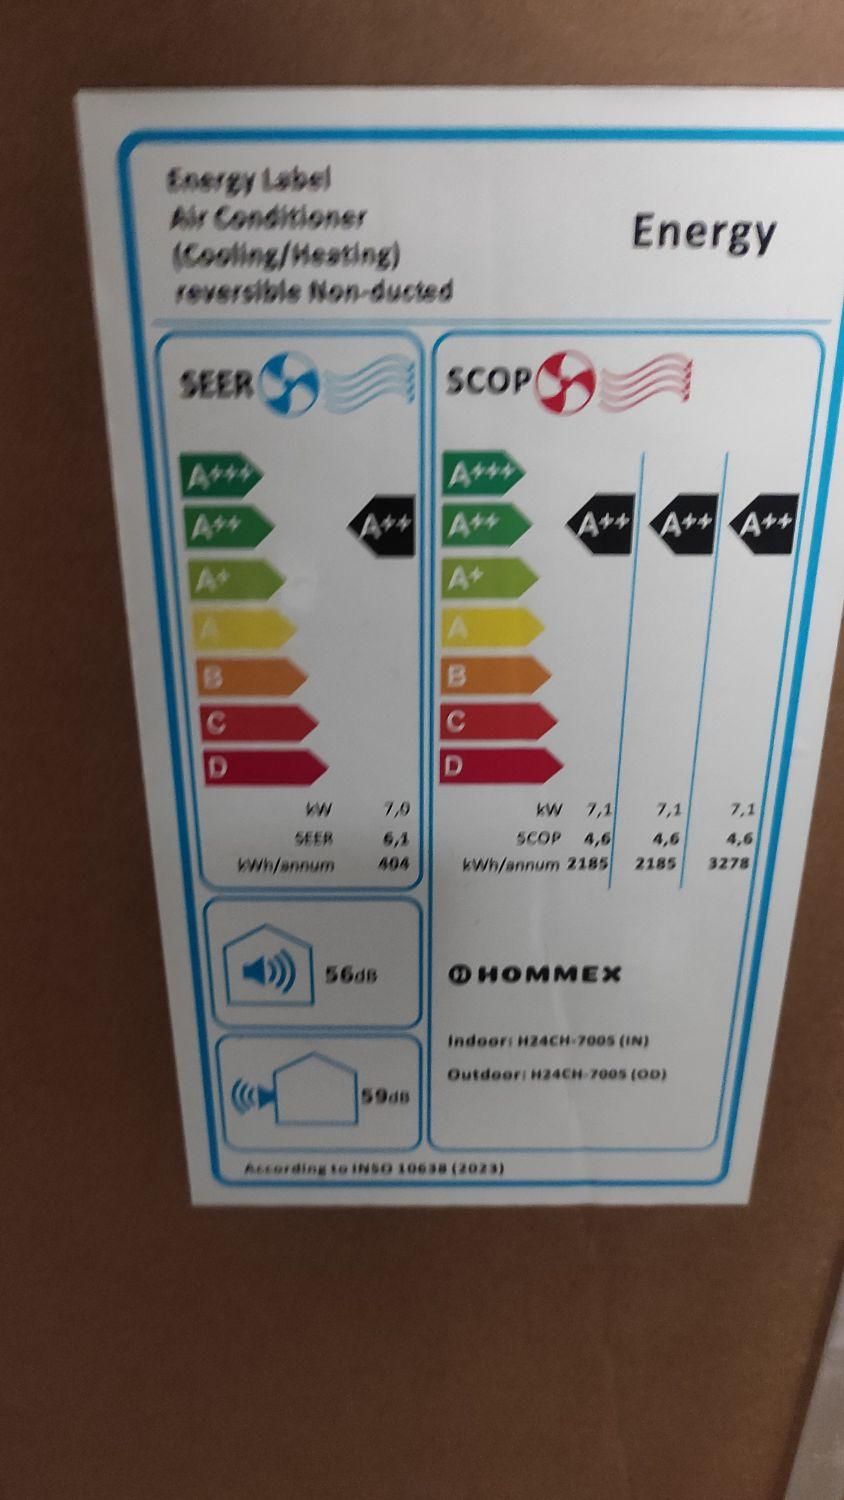 Energy Label
Air Conditioner
(Cooling/Heating)
reversible Non-ducted
Energy
SEER
A+++
A++ A++
A+
A
B
C
D
kW 7,0
SEER 6,1
kWh/annum 404
SCOP
A+++
A++ A++ A++ A++
A+
A
B
C
D
kW 7,1 7,1 7,1
SCOP 4,6 4,6 4,6
kWh/annum 2185 2185 3278
56dB
59dB
HOMMEX
Indoor: H24CH-7005 (IN)
Outdoor: H24CH-7005 (OD)
According to INSO 10638 (2023)